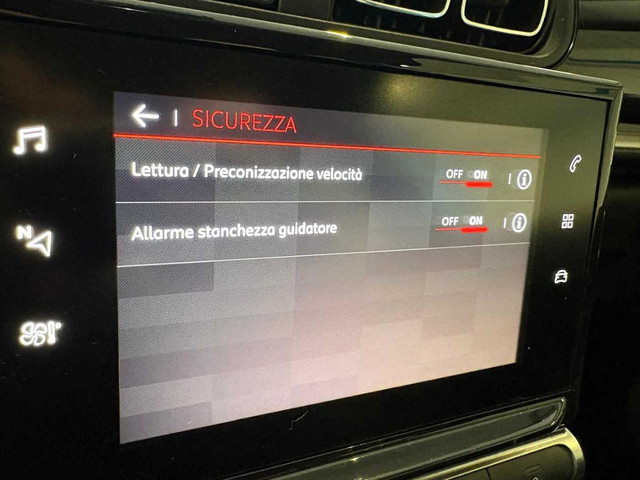 SICUREZZA
Lettura / Preconizzazione velocità OFF ON
Allarme stanchezza guidatore OFF ON
N